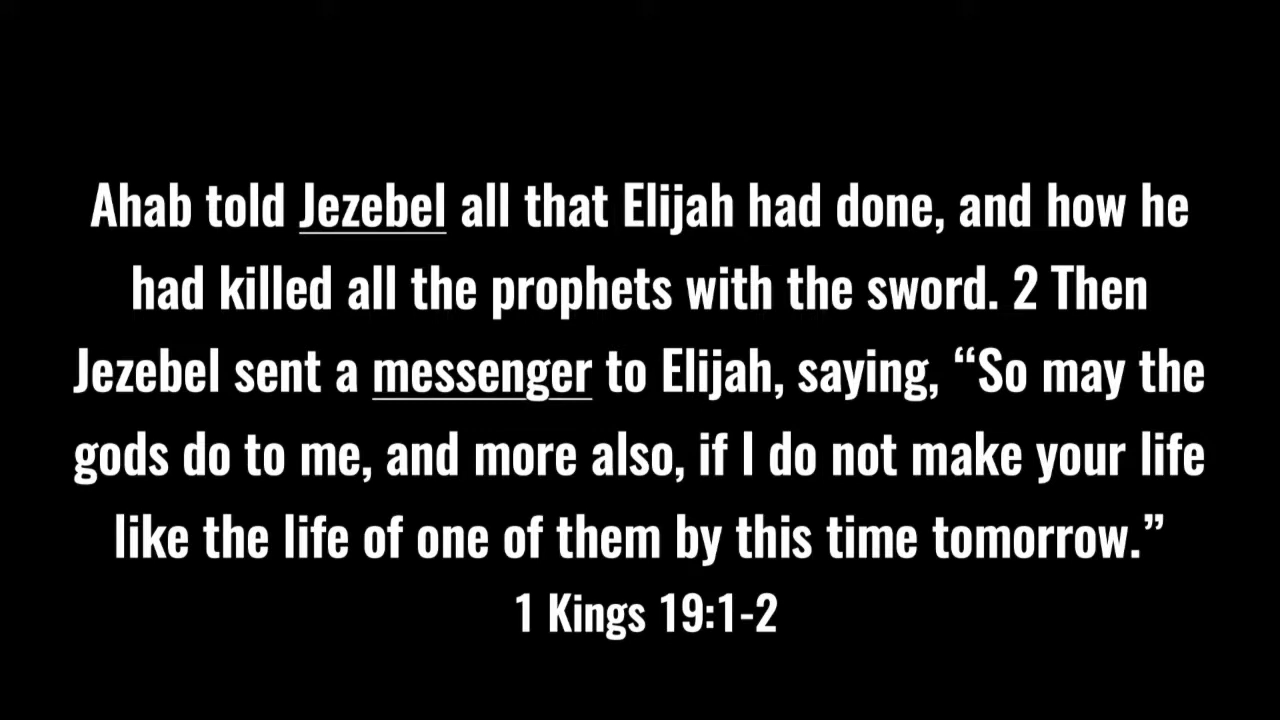 Ahab told Jezebel all that Elijah had done, and how he
had killed all the prophets with the sword. 2 Then
Jezebel sent a messenger to Elijah, saying, “So may the
gods do to me, and more also, if I do not make your life
like the life of one of them by this time tomorrow.”
1 Kings 19:1-2